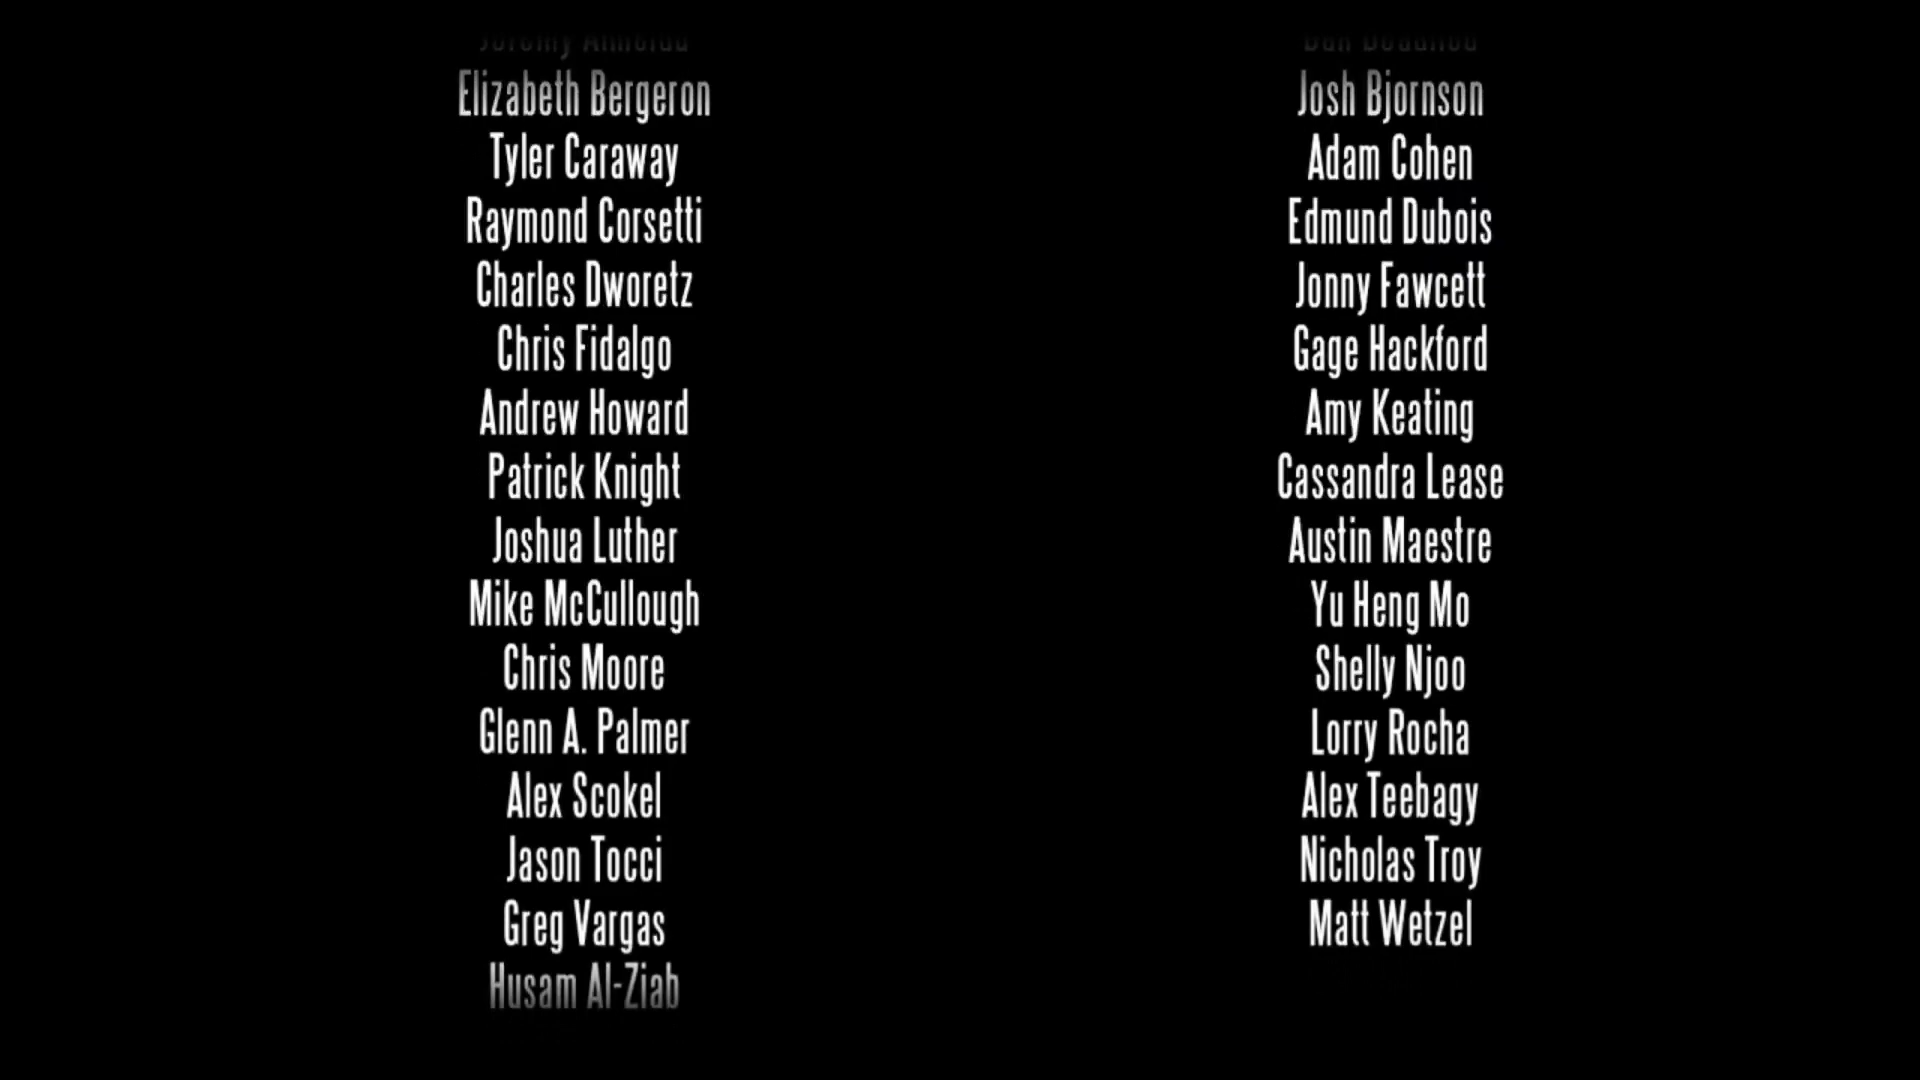 Elizabeth Bergeron
Josh Bjornson
Tyler Caraway
Adam Cohen
Raymond Corsetti
Edmund Dubois
Charles Dworetz
Jonny Fawcett
Chris Fidalgo
Gage Hackford
Andrew Howard
Amy Keating
Patrick Knight
Cassandra Lease
Joshua Luther
Austin Maestre
Mike McCullough
Yu Heng Mo
Chris Moore
Shelly Njoo
Glenn A. Palmer
Lorry Rocha
Alex Scokel
Alex Teebagy
Jason Tocci
Nicholas Troy
Greg Vargas
Matt Wetzel
Husam Al-Ziab